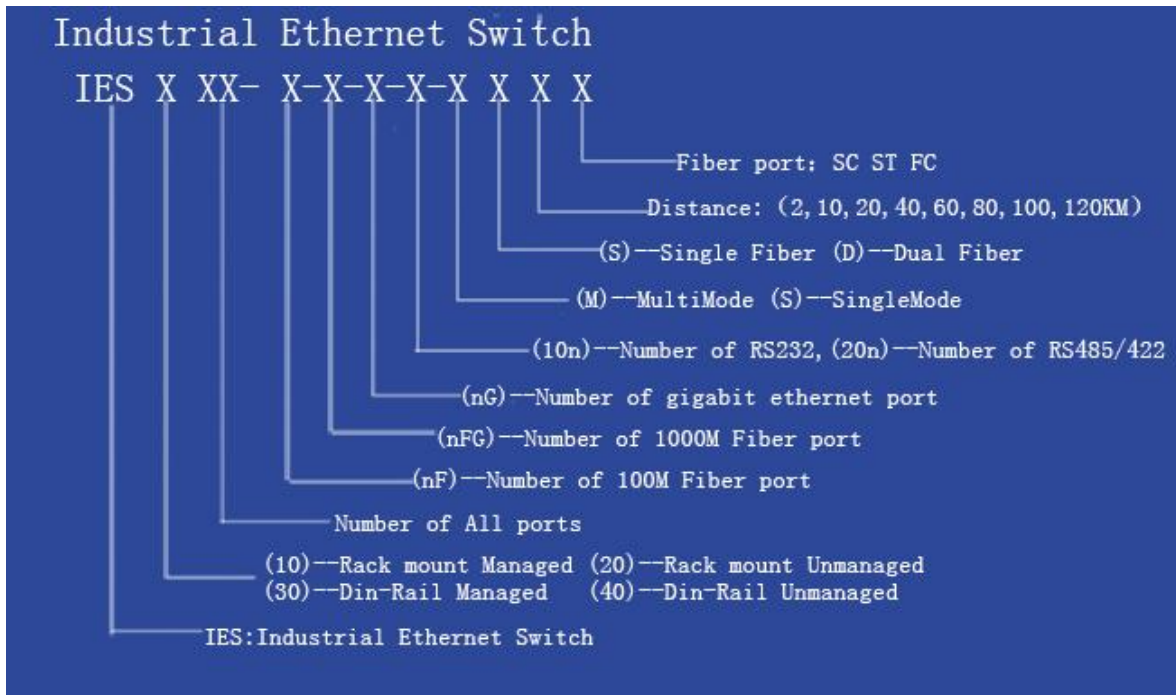 Industrial Ethernet Switch
IES X XX- X-X-X-X-X X X X
Fiber port: SC ST FC
Distance: (2,10,20,40,60,80,100,120KM)
(S)--Single Fiber (D)--Dual Fiber
(M)--MultiMode (S)--SingleMode
(10n)--Number of RS232,(20n)--Number of RS485/422
(nG)--Number of gigabit ethernet port
(nFG)--Number of 1000M Fiber port
(nF)--Number of 100M Fiber port
Number of All ports
(10)--Rack mount Managed (20)--Rack mount Unmanaged
(30)--Din-Rail Managed (40)--Din-Rail Unmanaged
IES:Industrial Ethernet Switch